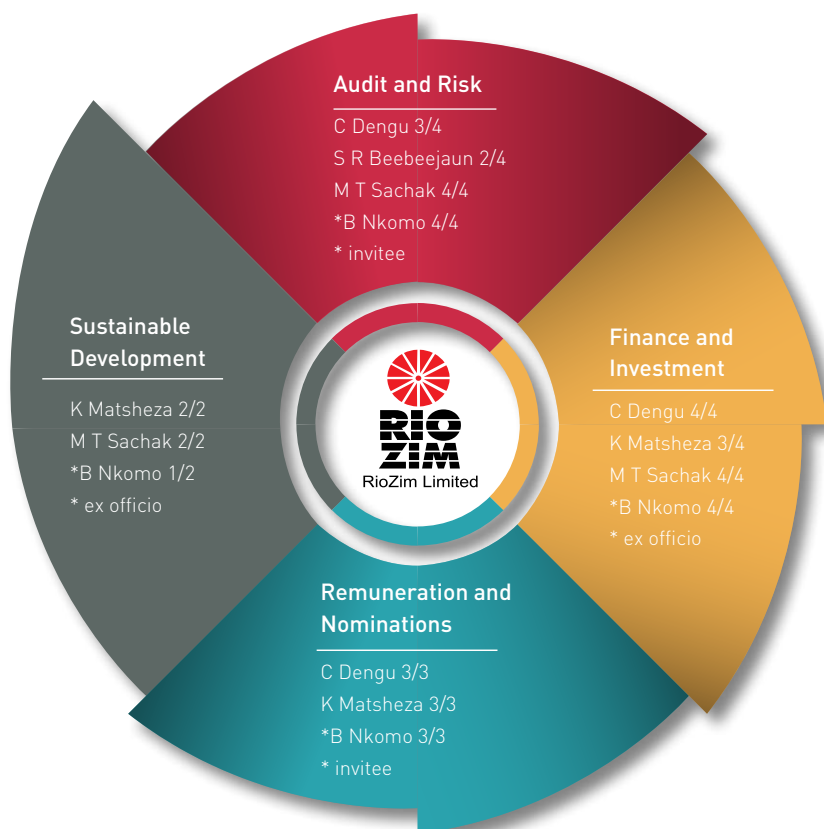 Audit and Risk
C Dengu 3/4
S R Beebeejaun 2/4
M T Sachak 4/4
*B Nkomo 4/4
* invitee
Sustainable
Development
K Matsheza 2/2
M T Sachak 2/2
*B Nkomo 1/2
* ex officio
RIO
ZIM
RioZim Limited
Finance and
Investment
C Dengu 4/4
K Matsheza 3/4
M T Sachak 4/4
*B Nkomo 4/4
* ex officio
Remuneration and
Nominations
C Dengu 3/3
K Matsheza 3/3
*B Nkomo 3/3
* invitee